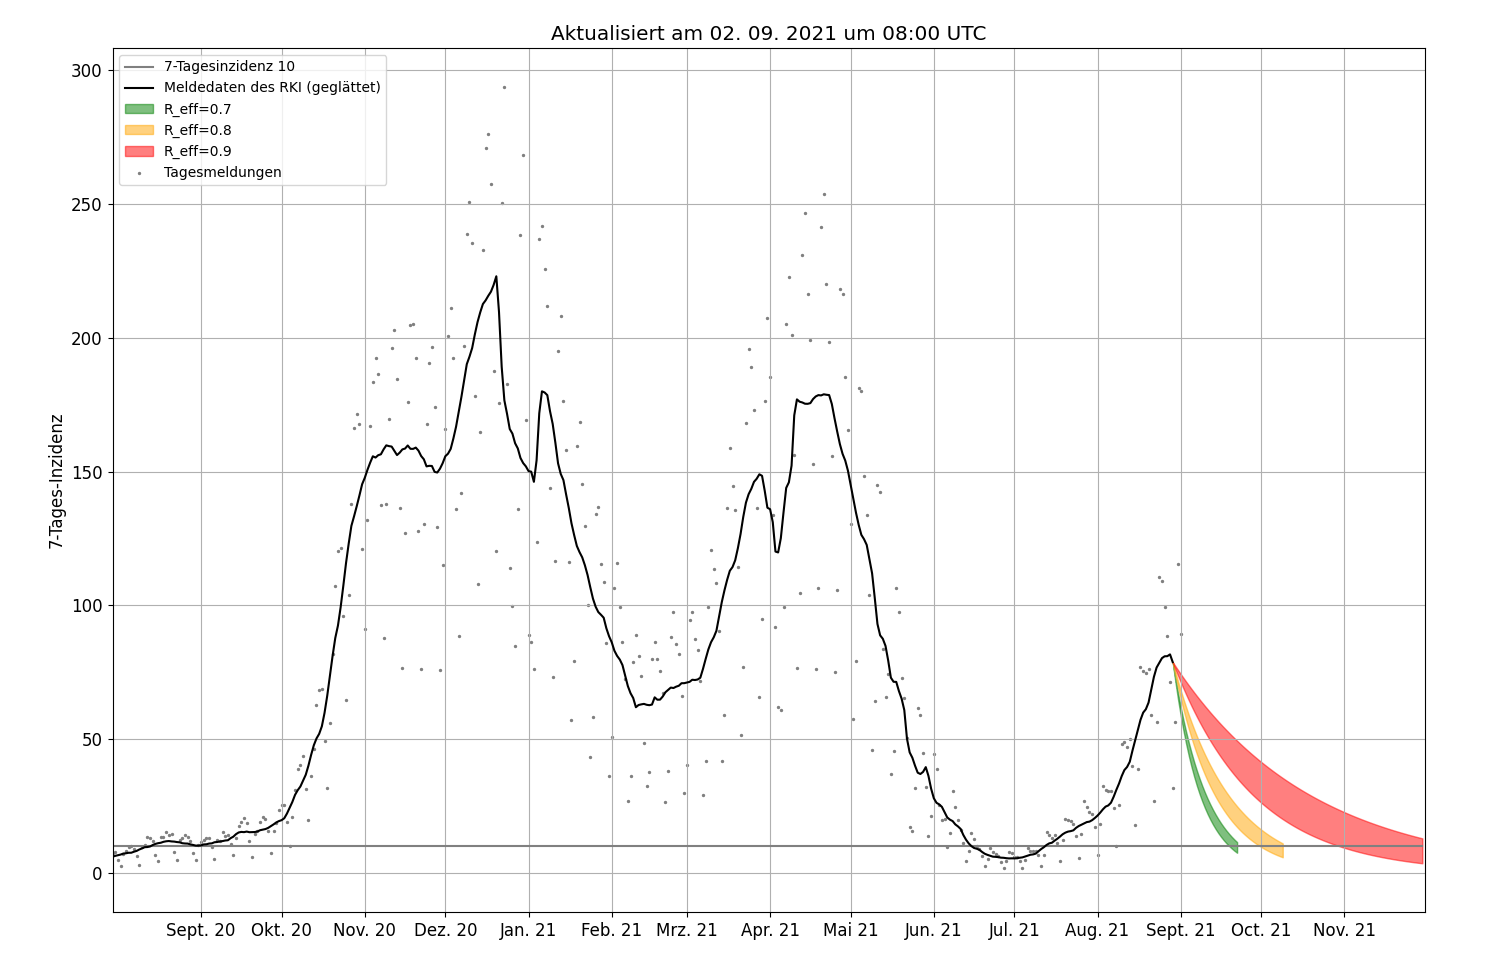 Aktualisiert am 02. 09. 2021 um 08:00 UTC
7-Tagesinzidenz 10
Meldedaten des RKI (geglättet)
R_eff=0.7
R_eff=0.8
R_eff=0.9
Tagesmeldungen
7-Tages-Inzidenz
300
250
200
150
100
50
0
Sept. 20 Okt. 20 Nov. 20 Dez. 20 Jan. 21 Feb. 21 Mrz. 21 Apr. 21 Mai 21 Jun. 21 Jul. 21 Aug. 21 Sept. 21 Oct. 21 Nov. 21